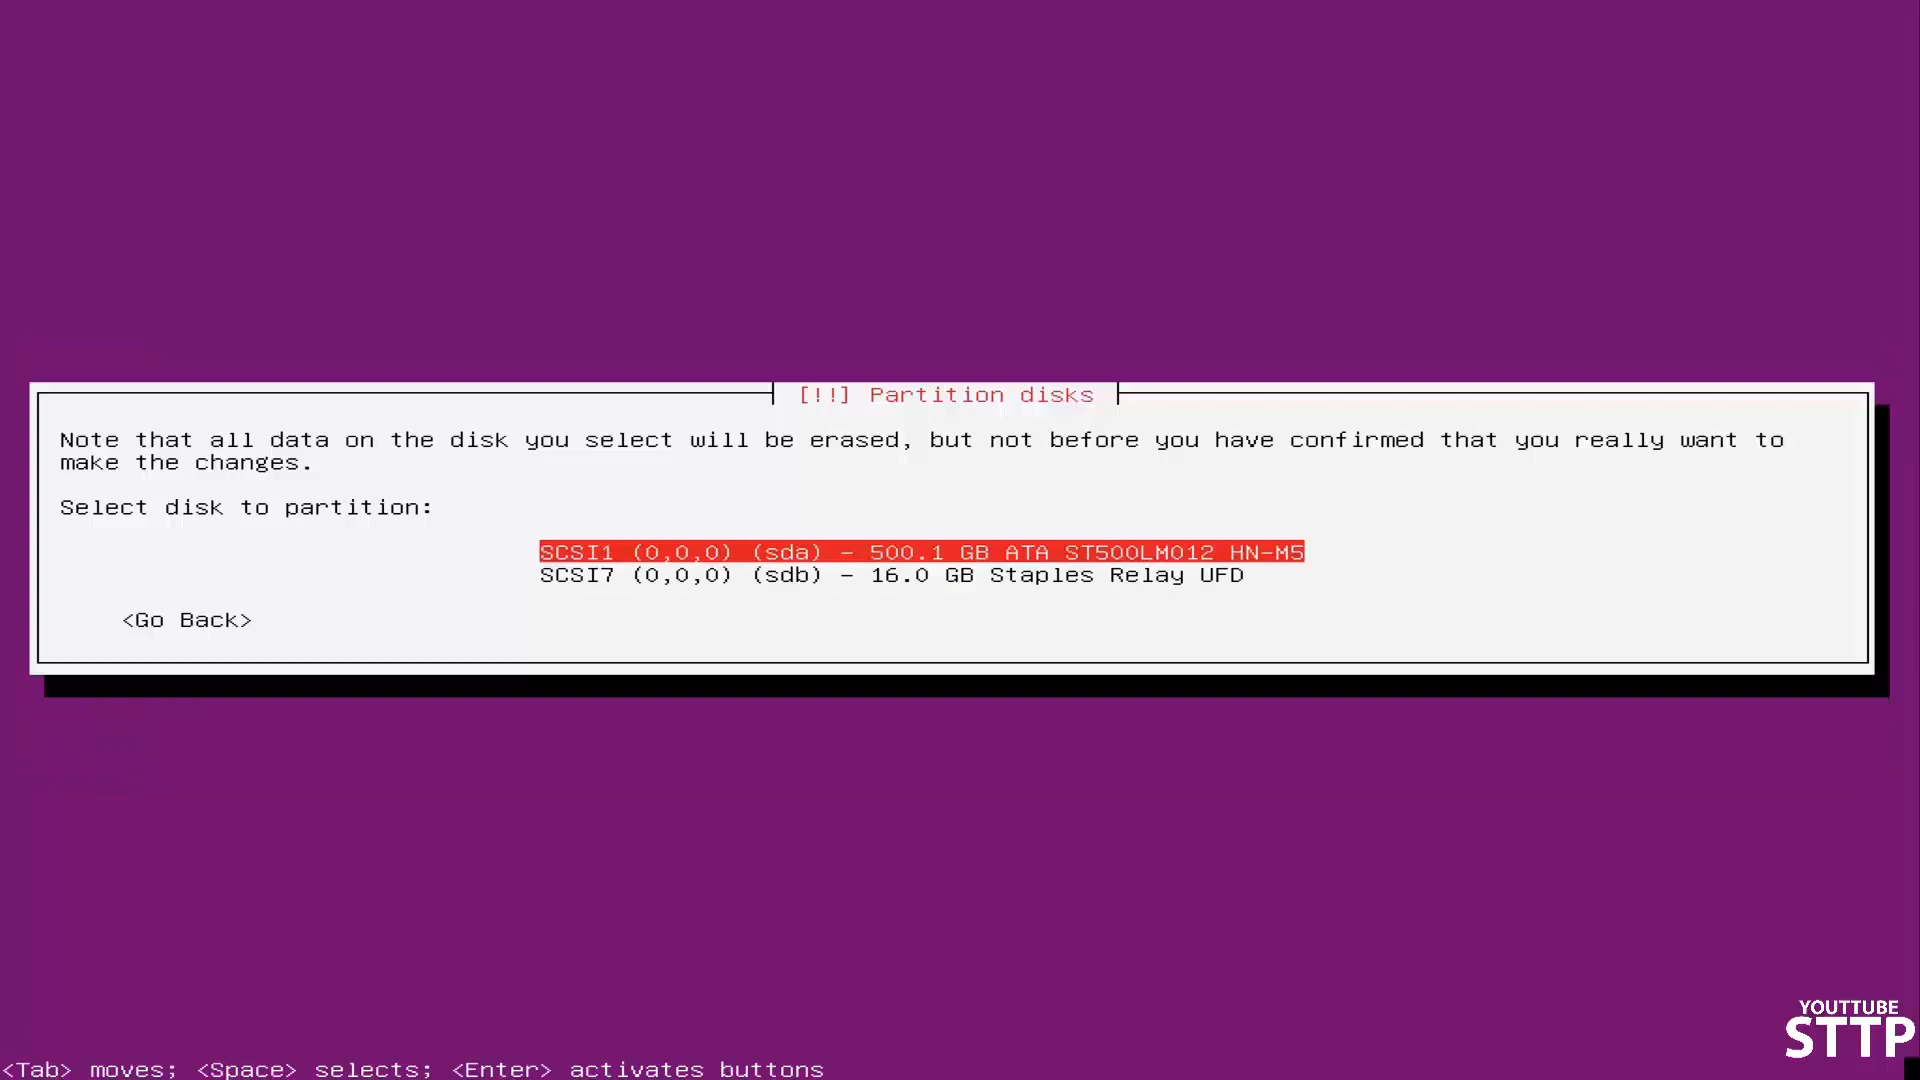 [!!] Partition disks
Note that all data on the disk you select will be erased, but not before you have confirmed that you really want to
make the changes.
Select disk to partition:
SCSI1 (0,0,0) (sda) - 500.1 GB ATA ST500LM012 HN-M5
SCSI7 (0,0,0) (sdb) - 16.0 GB Staples Relay UFD
<Go Back>
YOUTTUBE
STTP
<Tab> moves; <Space> selects; <Enter> activates buttons